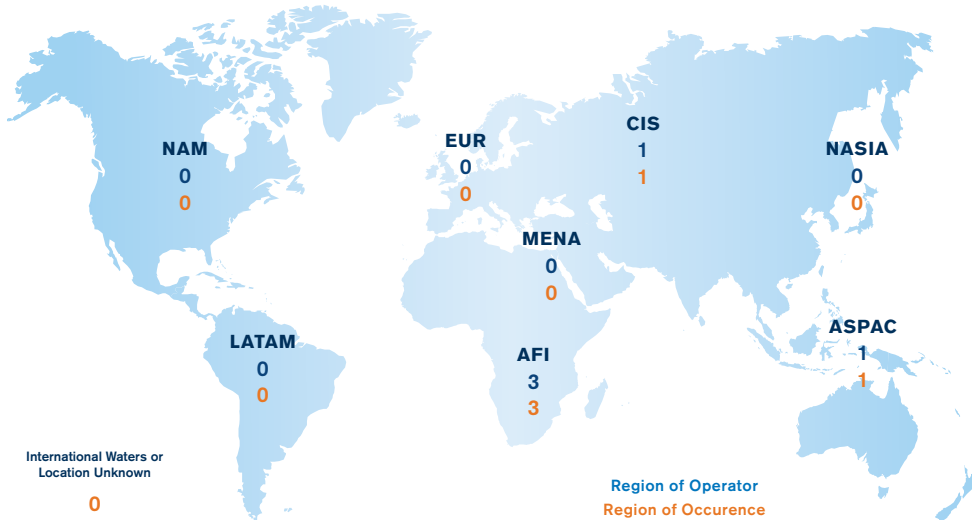 NAM
0
0
EUR
0
0
CIS
1
1
NASIA
0
0
MENA
0
0
LATAM
0
0
AFI
3
3
ASPAC
1
1
International Waters or
Location Unknown
0
Region of Operator
Region of Occurence